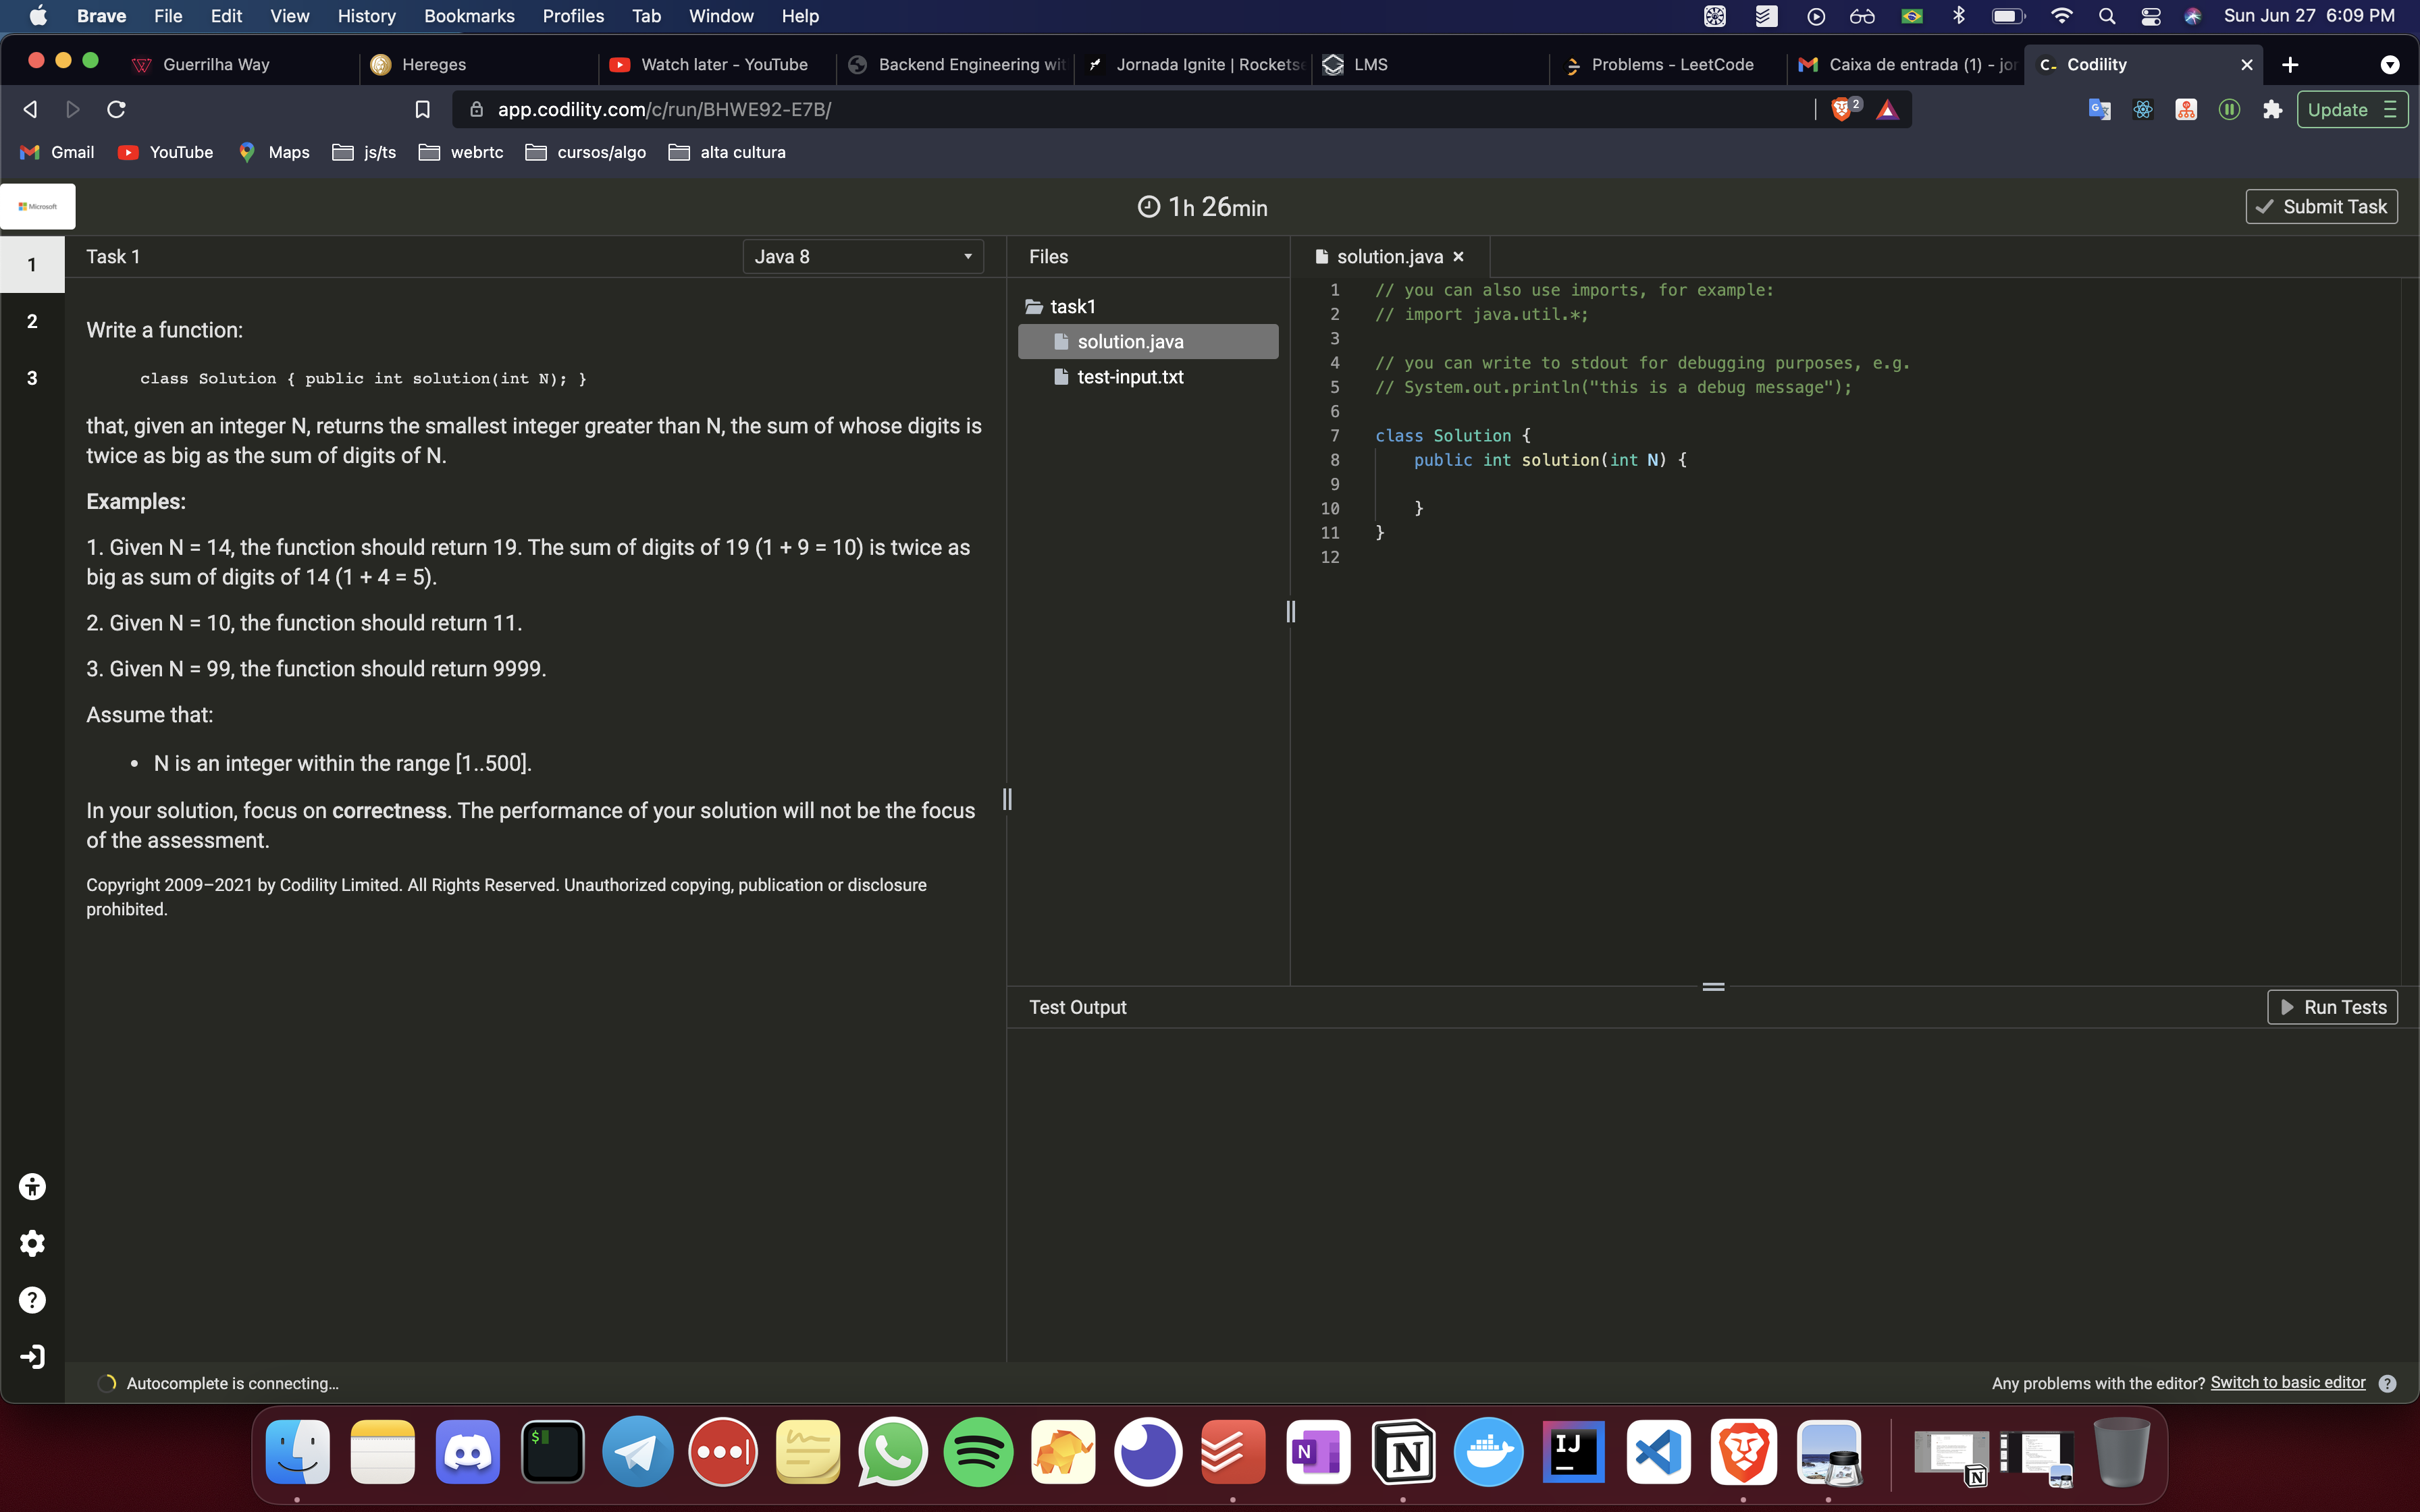 Brave File Edit View History Bookmarks Profiles Tab Window Help Sun Jun 27 6:09 PM
Guerrilha Way Hereges Watch later - YouTube Backend Engineering wit Jornada Ignite | Rocketse LMS Problems - LeetCode Caixa de entrada (1) - jor C- Codility
app.codility.com/c/run/BHWE92-E7B/ 2 Update
Gmail YouTube Maps js/ts webrtc cursos/algo alta cultura
Microsoft 1h 26min Submit Task
1 Task 1 Java 8 Files solution.java
2
3
Write a function:
class Solution { public int solution(int N); }
that, given an integer N, returns the smallest integer greater than N, the sum of whose digits is
twice as big as the sum of digits of N.
Examples:
1. Given N = 14, the function should return 19. The sum of digits of 19 (1 + 9 = 10) is twice as
big as sum of digits of 14 (1 + 4 = 5).
2. Given N = 10, the function should return 11.
3. Given N = 99, the function should return 9999.
Assume that:
• N is an integer within the range [1..500].
In your solution, focus on correctness. The performance of your solution will not be the focus
of the assessment.
Copyright 2009–2021 by Codility Limited. All Rights Reserved. Unauthorized copying, publication or disclosure
prohibited.
task1
solution.java
test-input.txt
1 // you can also use imports, for example:
2 // import java.util.*;
3
4 // you can write to stdout for debugging purposes, e.g.
5 // System.out.println("this is a debug message");
6
7 class Solution {
8 public int solution(int N) {
9
10 }
11 }
12
Test Output Run Tests
Autocomplete is connecting... Any problems with the editor? Switch to basic editor ?
$ N N IJ N